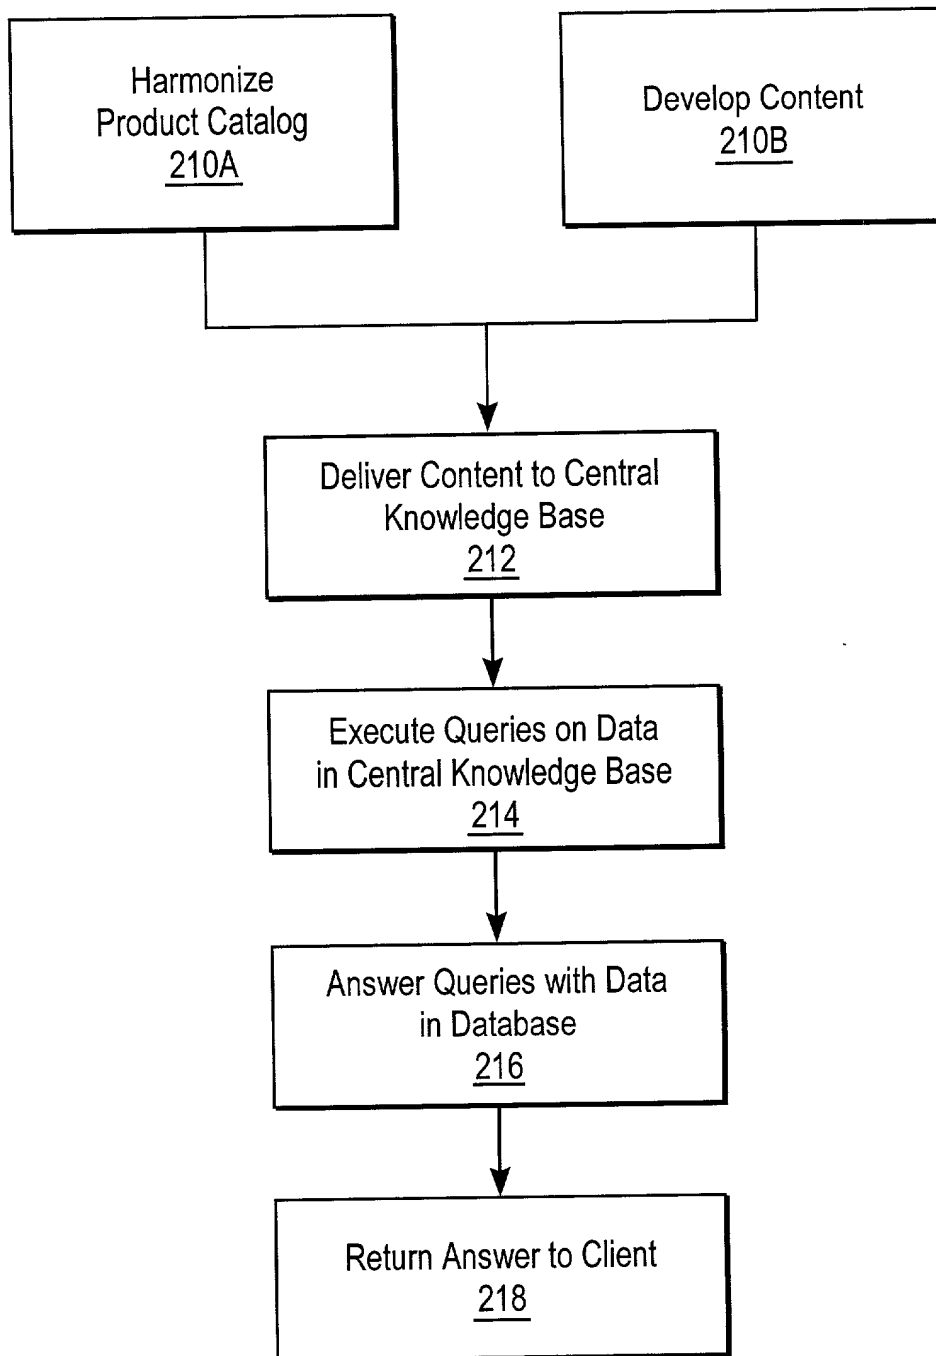 Harmonize
Product Catalog
210A
Develop Content
210B
Deliver Content to Central
Knowledge Base
212
Execute Queries on Data
in Central Knowledge Base
214
Answer Queries with Data
in Database
216
Return Answer to Client
218